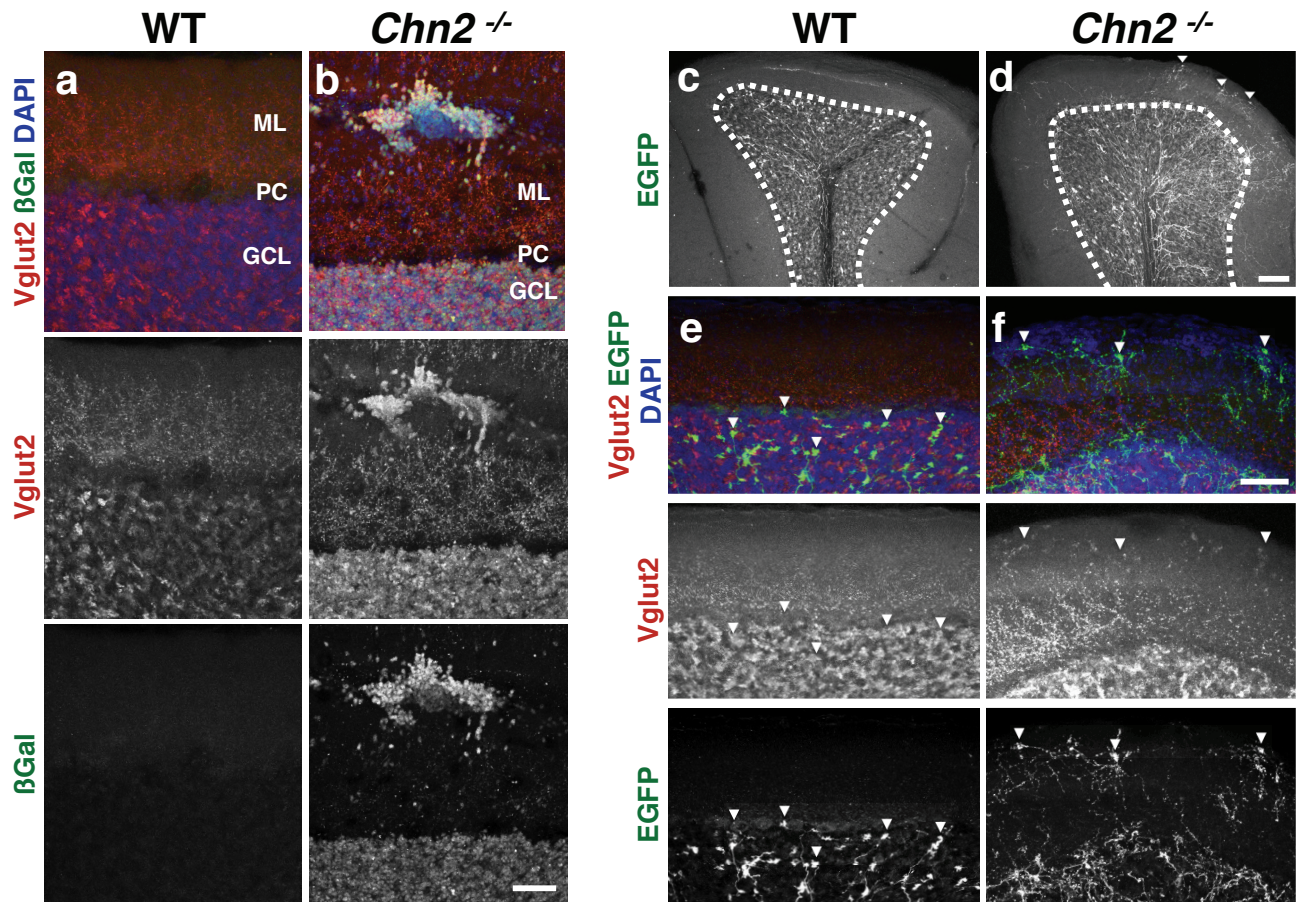 WT
Chn2 -/-
WT
Chn2 -/-
Vglut2 ßGal DAPI
a
ML
PC
GCL
b
ML
PC
GCL
Vglut2
ßGal
EGFP
c
d
Vglut2 EGFP
DAPI
e
f
Vglut2
EGFP